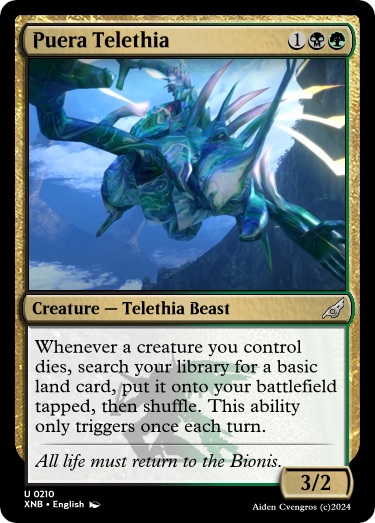 Puera Telethia 1
Creature — Telethia Beast
Whenever a creature you control
dies, search your library for a basic
land card, put it onto your battlefield
tapped, then shuffle. This ability
only triggers once each turn.
All life must return to the Bionis.
3/2
U 0210
XNB • English
Aiden Cvengros (c)2024